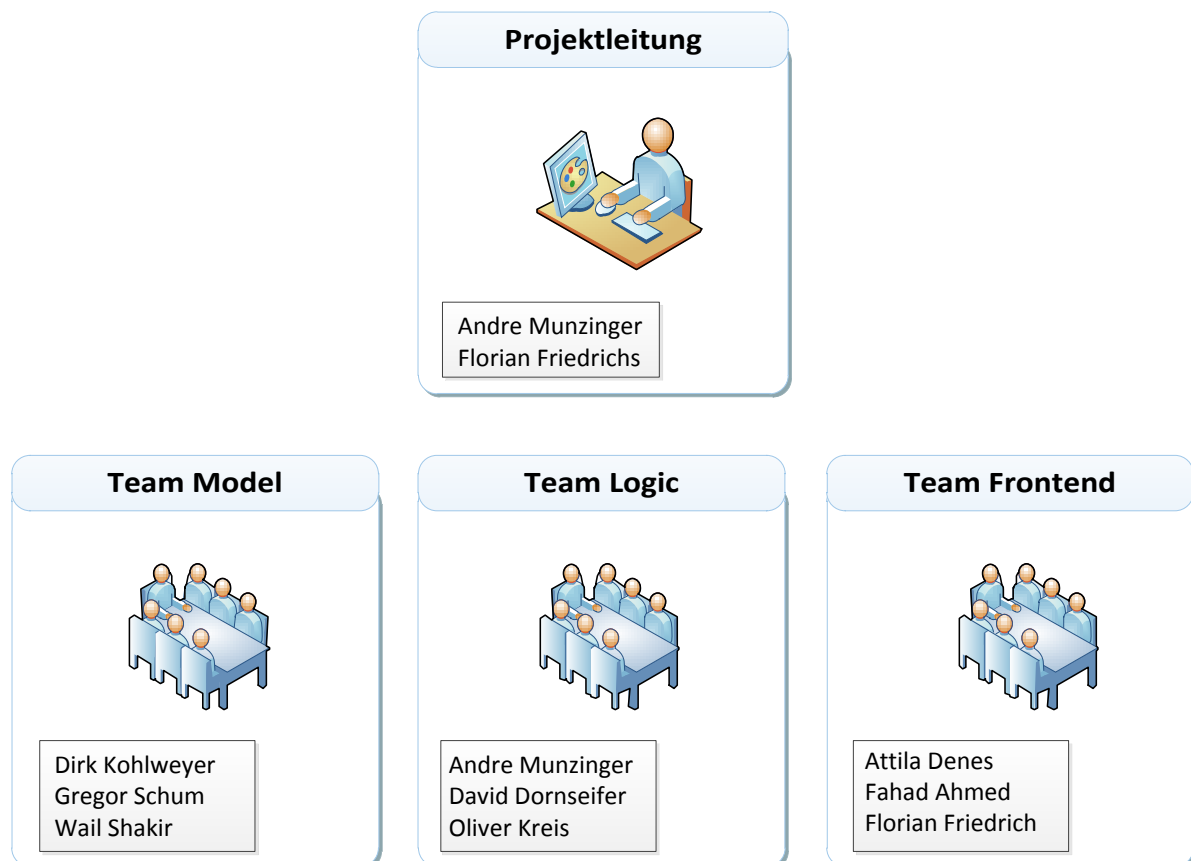 Projektleitung
Andre Munzinger
Florian Friedrichs
Team Model
Team Logic
Team Frontend
Dirk Kohlweyer
Gregor Schum
Wail Shakir
Andre Munzinger
David Dornseifer
Oliver Kreis
Attila Denes
Fahad Ahmed
Florian Friedrich